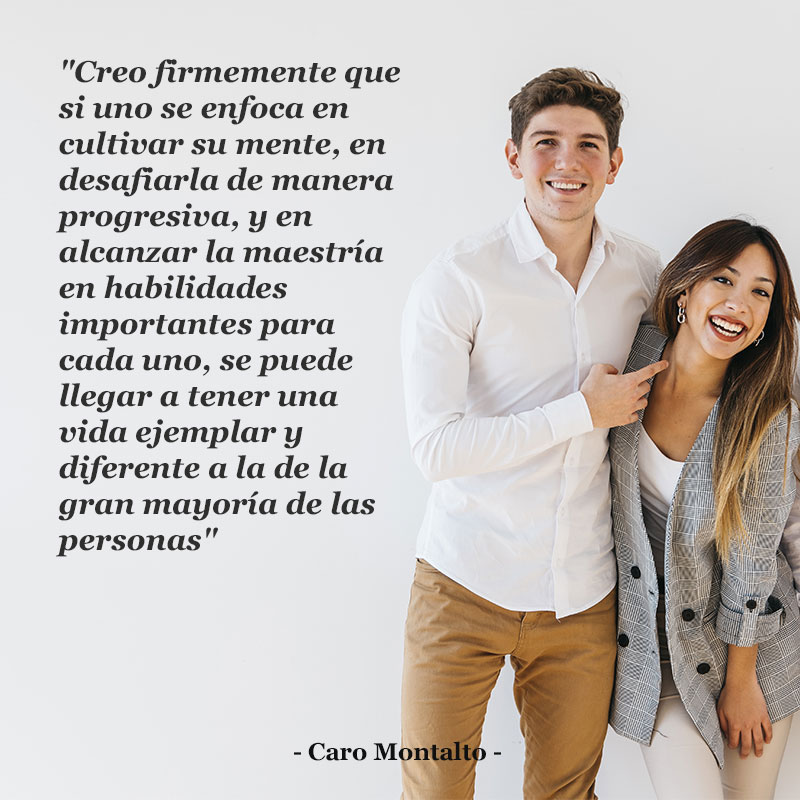 "Creo firmemente que
si uno se enfoca en
cultivar su mente, en
desafiarla de manera
progresiva, y en
alcanzar la maestría
en habilidades
importantes para
cada uno, se puede
llegar a tener una
vida ejemplar y
diferente a la de la
gran mayoría de las
personas"
- Caro Montalto -